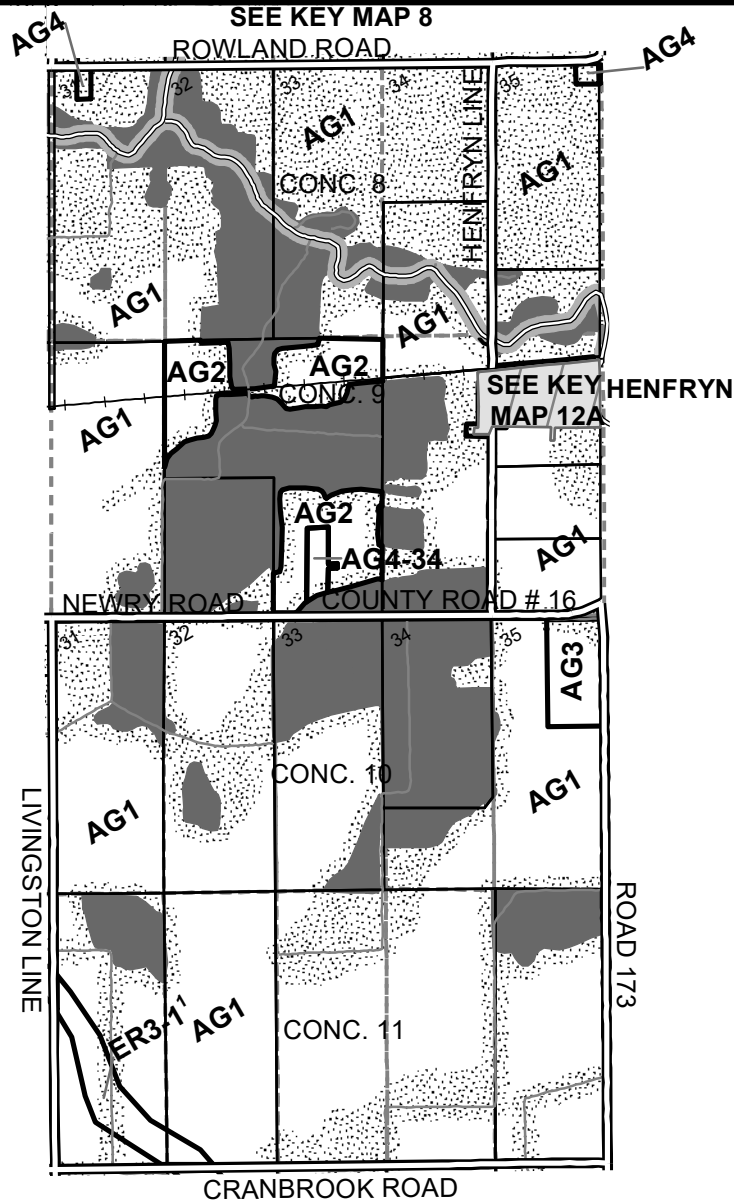 SEE KEY MAP 8
AG4
ROWLAND ROAD
AG4
31
32
33
34
35
HENFRYN LINE
AG1
AG1
CONC. 8
AG1
AG1
AG2
AG2
CONC. 9
SEE KEY
MAP 12A
HENFRYN
AG1
AG2
AG4-34
AG1
NEWRY ROAD
COUNTY ROAD # 16
31
32
33
34
35
AG3
CONC. 10
AG1
AG1
LIVINGSTON LINE
ROAD 173
ER3-1¹
AG1
CONC. 11
CRANBROOK ROAD